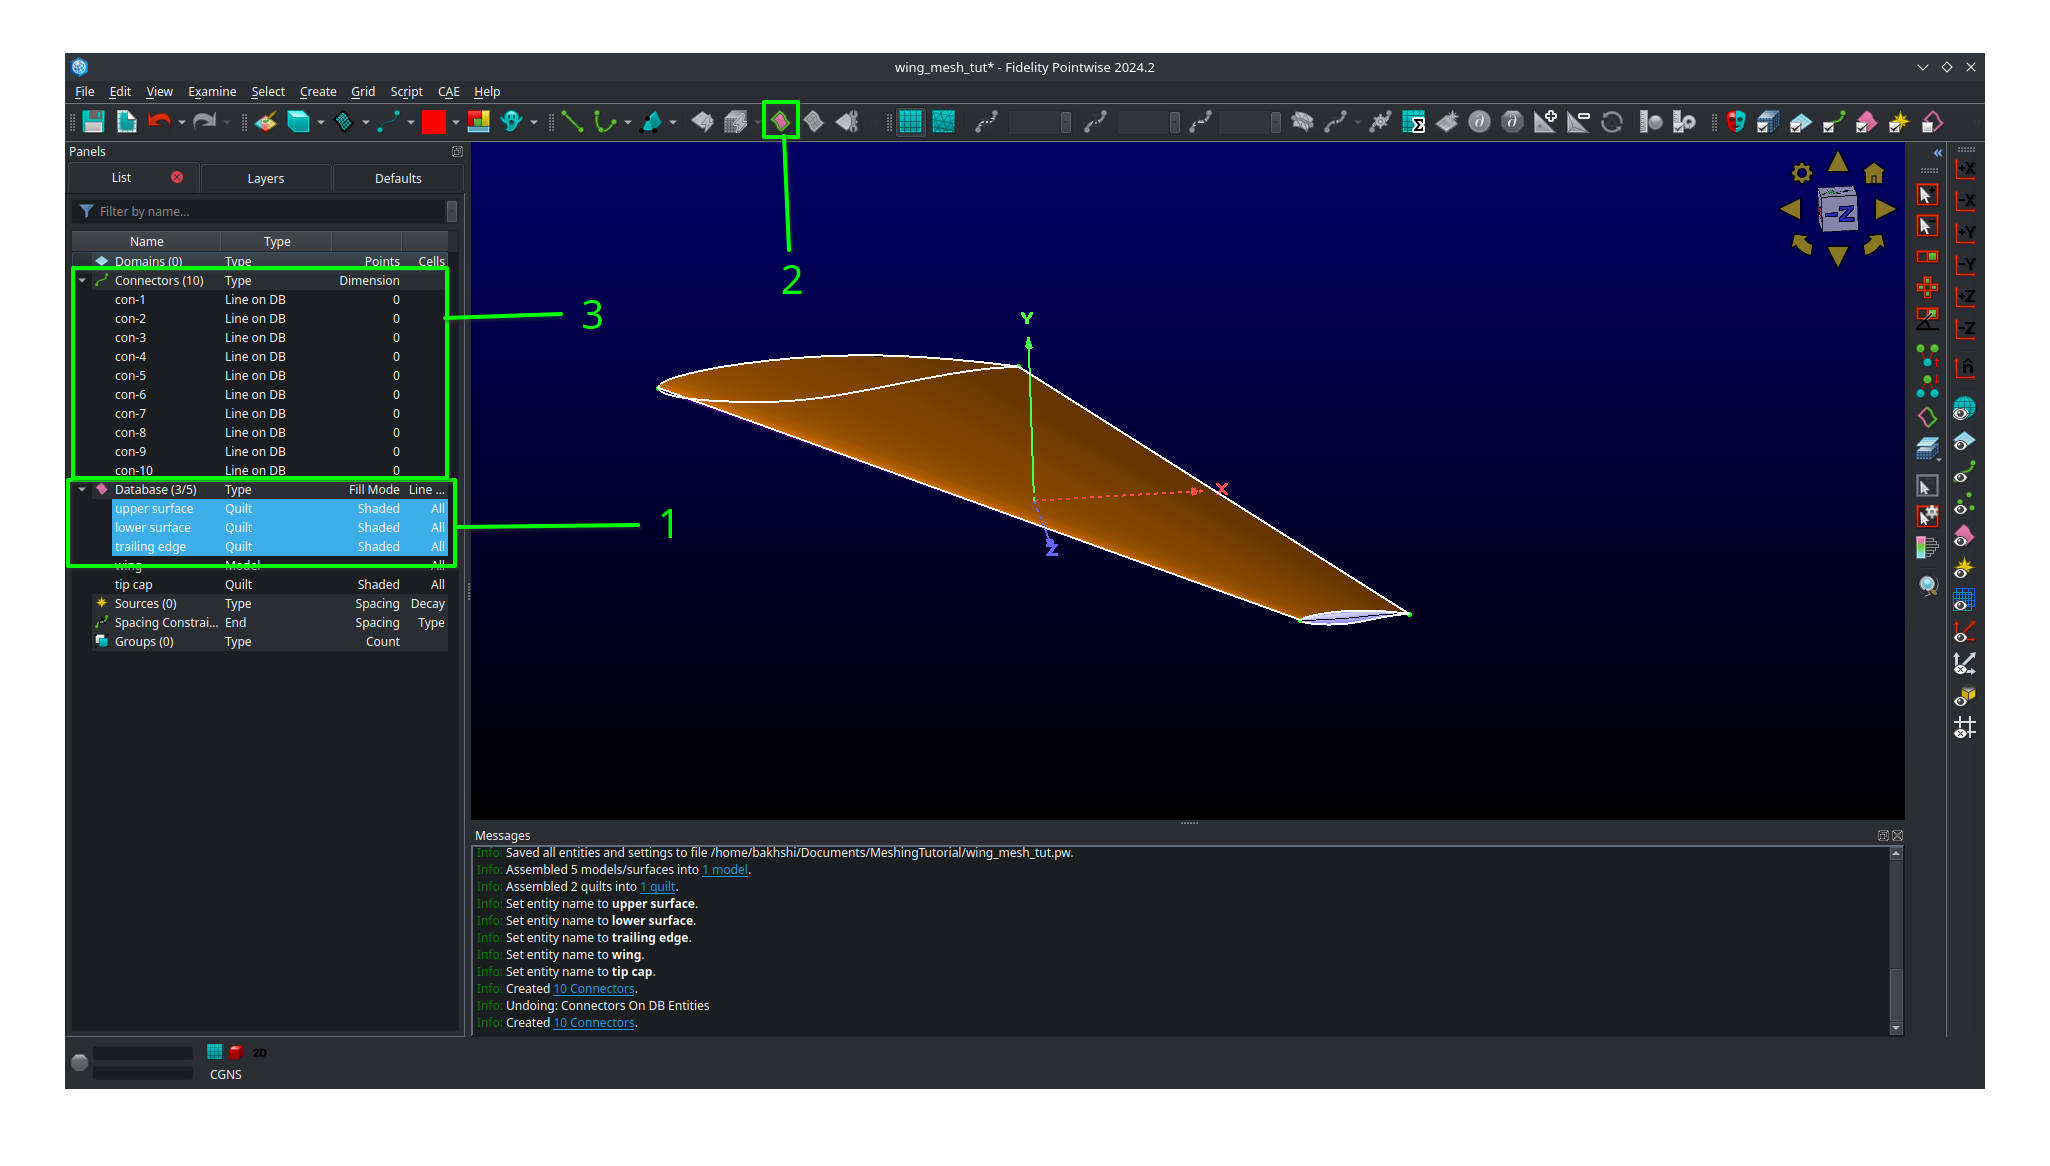 wing_mesh_tut* - Fidelity Pointwise 2024.2
File Edit View Examine Select Create Grid Script CAE Help
Panels
List Layers Defaults
Filter by name...
Name Type
Domains (0) Type Points Cells
Connectors (10) Type Dimension
con-1 Line on DB 0
con-2 Line on DB 0
con-3 Line on DB 0
con-4 Line on DB 0
con-5 Line on DB 0
con-6 Line on DB 0
con-7 Line on DB 0
con-8 Line on DB 0
con-9 Line on DB 0
con-10 Line on DB 0
Database (3/5) Type Fill Mode Line ...
upper surface Quilt Shaded All
lower surface Quilt Shaded All
trailing edge Quilt Shaded All
wing Model All
tip cap Quilt Shaded All
Sources (0) Type Spacing Decay
Spacing Constrai... End Spacing Type
Groups (0) Type Count
1
2
3
Y
X
Z
-Z
+X
-X
+Y
-Y
+Z
-Z
n̂
Messages
Info: Saved all entities and settings to file /home/bakhshi/Documents/MeshingTutorial/wing_mesh_tut.pw.
Info: Assembled 5 models/surfaces into 1 model.
Info: Assembled 2 quilts into 1 quilt.
Info: Set entity name to upper surface.
Info: Set entity name to lower surface.
Info: Set entity name to trailing edge.
Info: Set entity name to wing.
Info: Set entity name to tip cap.
Info: Created 10 Connectors.
Info: Undoing: Connectors On DB Entities
Info: Created 10 Connectors.
2D
CGNS